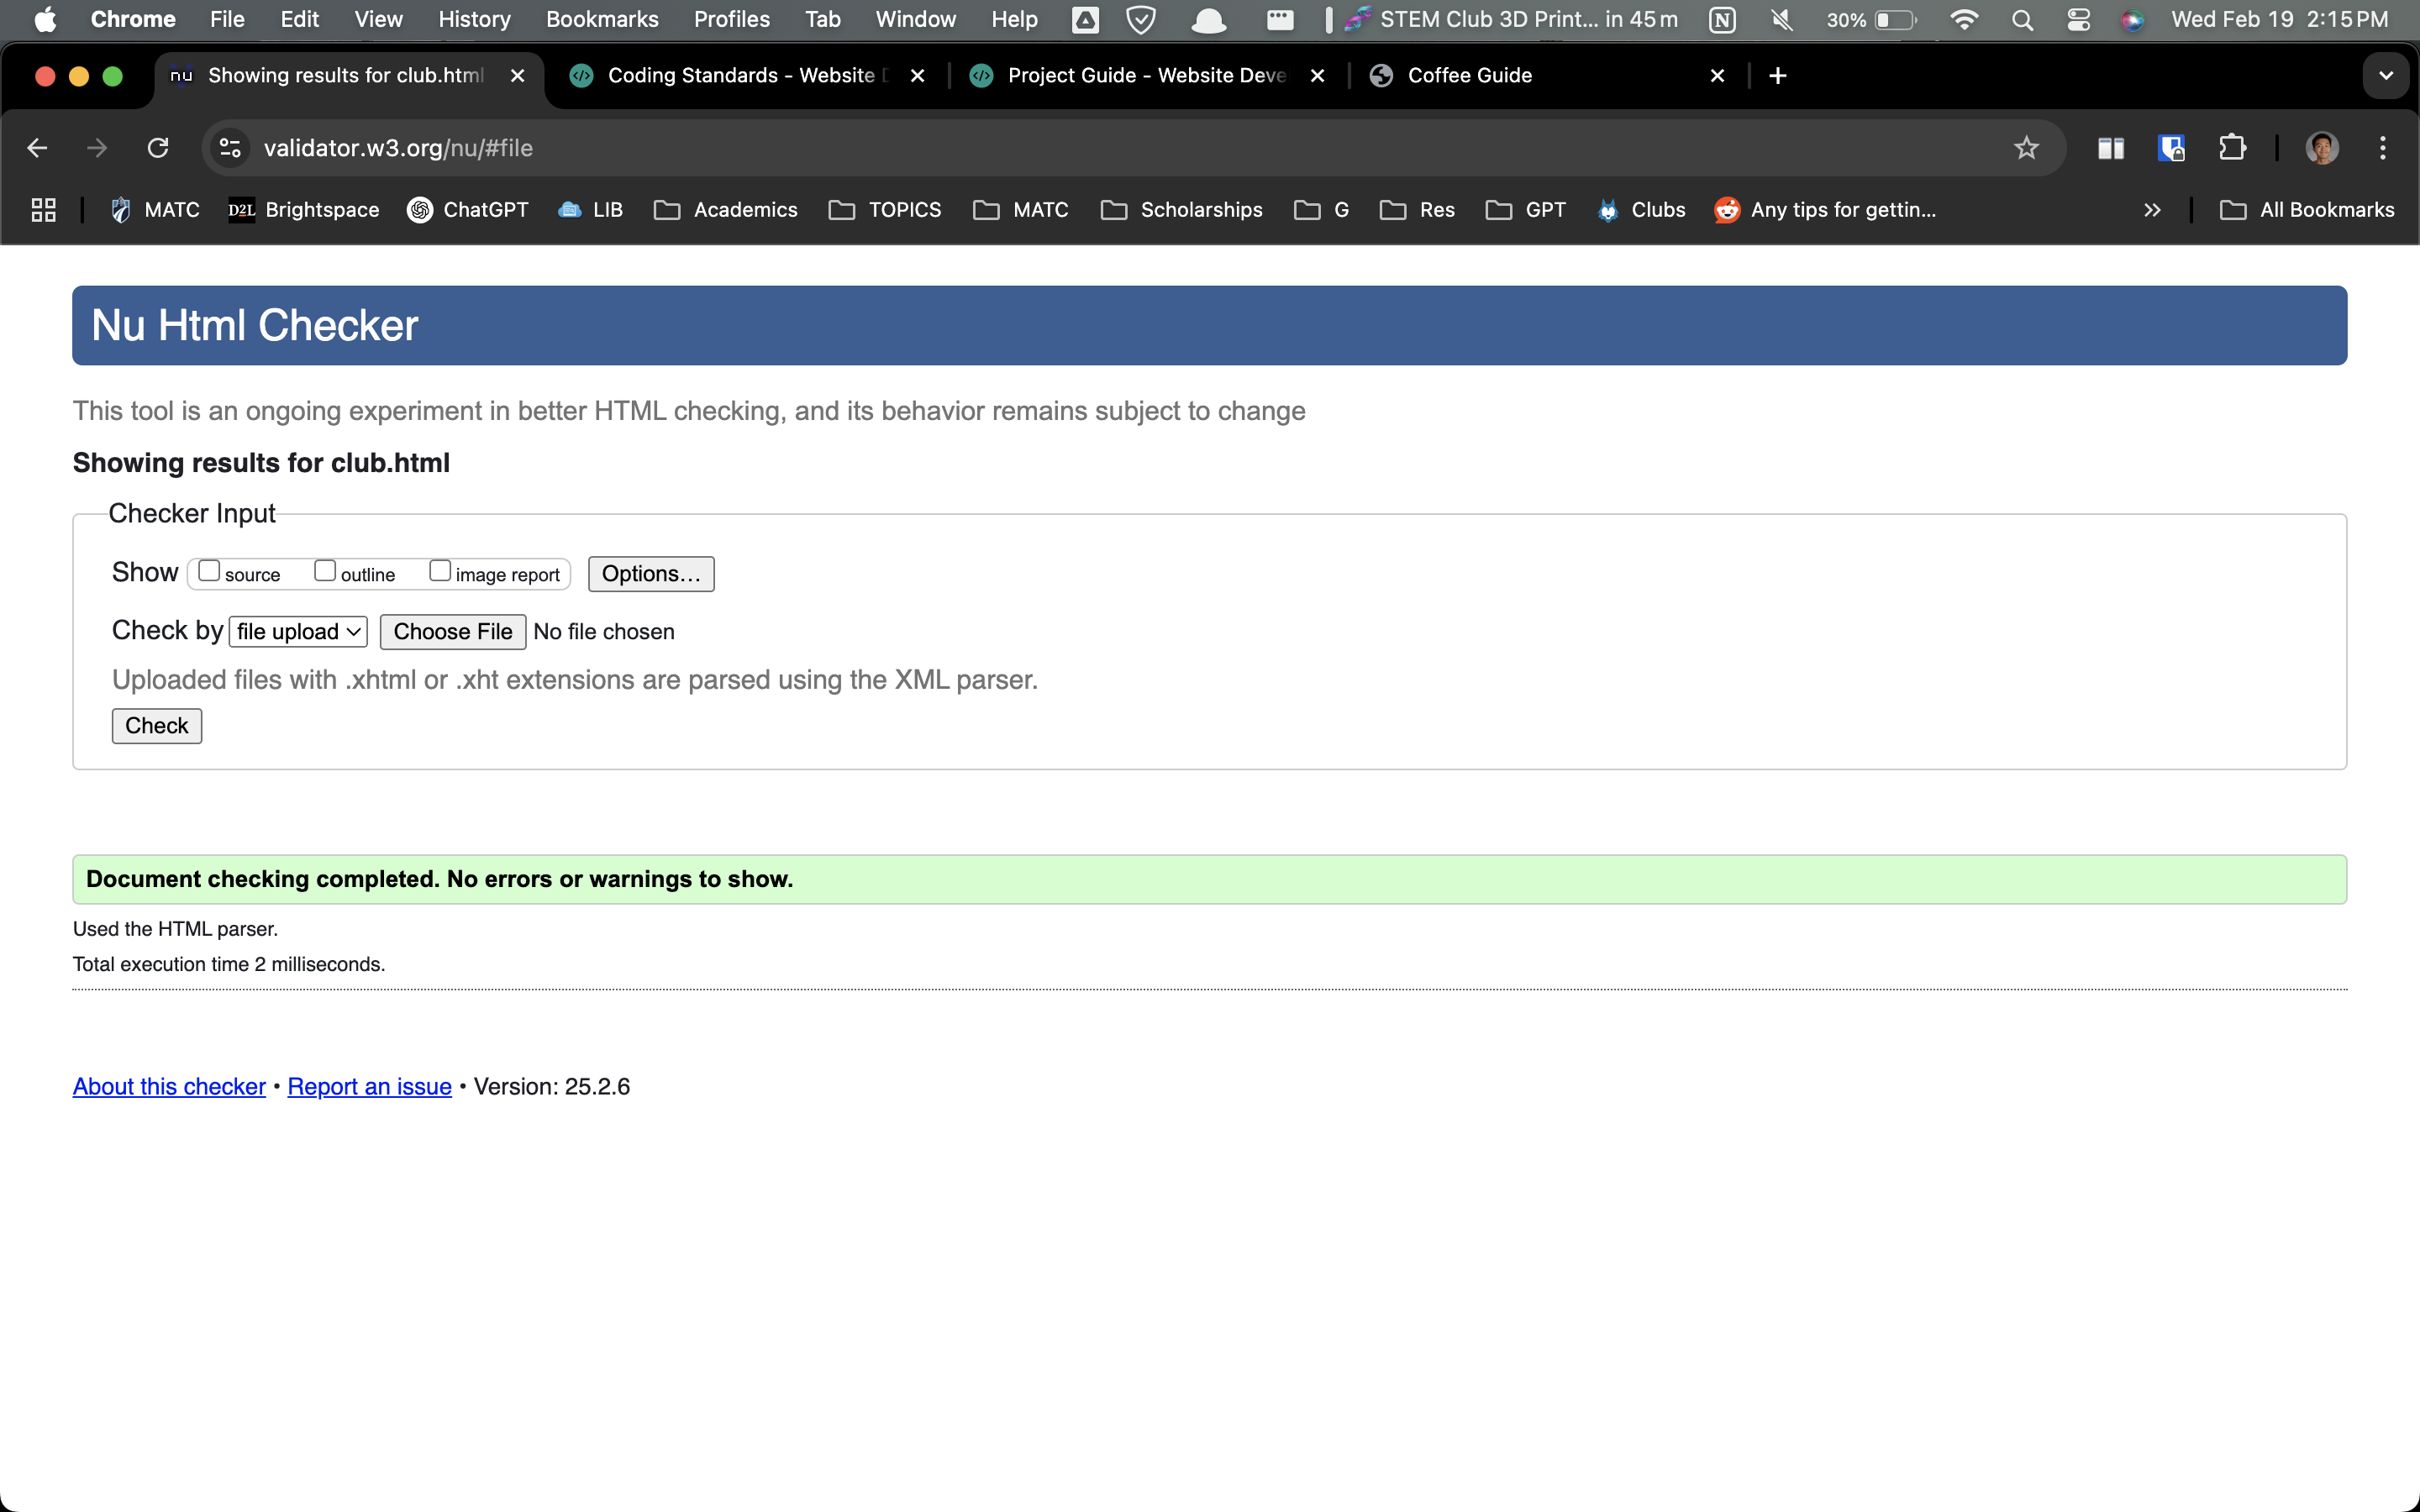 Chrome File Edit View History Bookmarks Profiles Tab Window Help STEM Club 3D Print... in 45 m 30% Wed Feb 19 2:15 PM
nu Showing results for club.html Coding Standards - Website Project Guide - Website Deve Coffee Guide
validator.w3.org/nu/#file
MATC D2L Brightspace ChatGPT LIB Academics TOPICS MATC Scholarships G Res GPT Clubs Any tips for gettin... All Bookmarks
Nu Html Checker
This tool is an ongoing experiment in better HTML checking, and its behavior remains subject to change
Showing results for club.html
Checker Input
Show source outline image report Options...
Check by file upload Choose File No file chosen
Uploaded files with .xhtml or .xht extensions are parsed using the XML parser.
Check
Document checking completed. No errors or warnings to show.
Used the HTML parser.
Total execution time 2 milliseconds.
About this checker • Report an issue • Version: 25.2.6